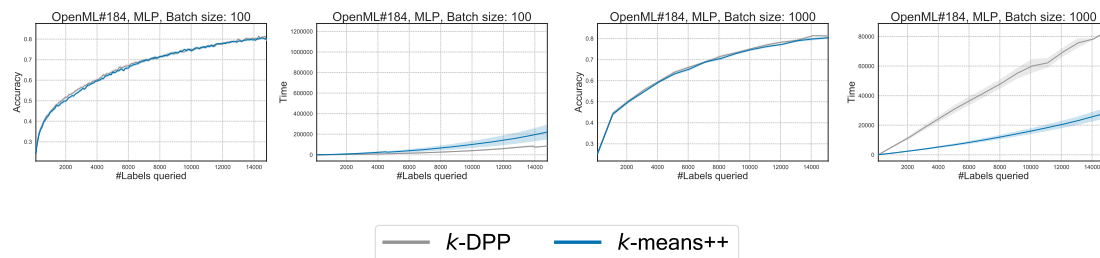 OpenML#184, MLP, Batch size: 100
Accuracy
0.8
0.7
0.6
0.5
0.4
0.3
2000 4000 6000 8000 10000 12000 14000
#Labels queried
OpenML#184, MLP, Batch size: 100
Time
1200000
1000000
800000
600000
400000
200000
0
2000 4000 6000 8000 10000 12000 14000
#Labels queried
OpenML#184, MLP, Batch size: 1000
Accuracy
0.8
0.7
0.6
0.5
0.4
0.3
2000 4000 6000 8000 10000 12000 14000
#Labels queried
OpenML#184, MLP, Batch size: 1000
Time
80000
60000
40000
20000
0
2000 4000 6000 8000 10000 12000 14000
#Labels queried
k-DPP k-means++